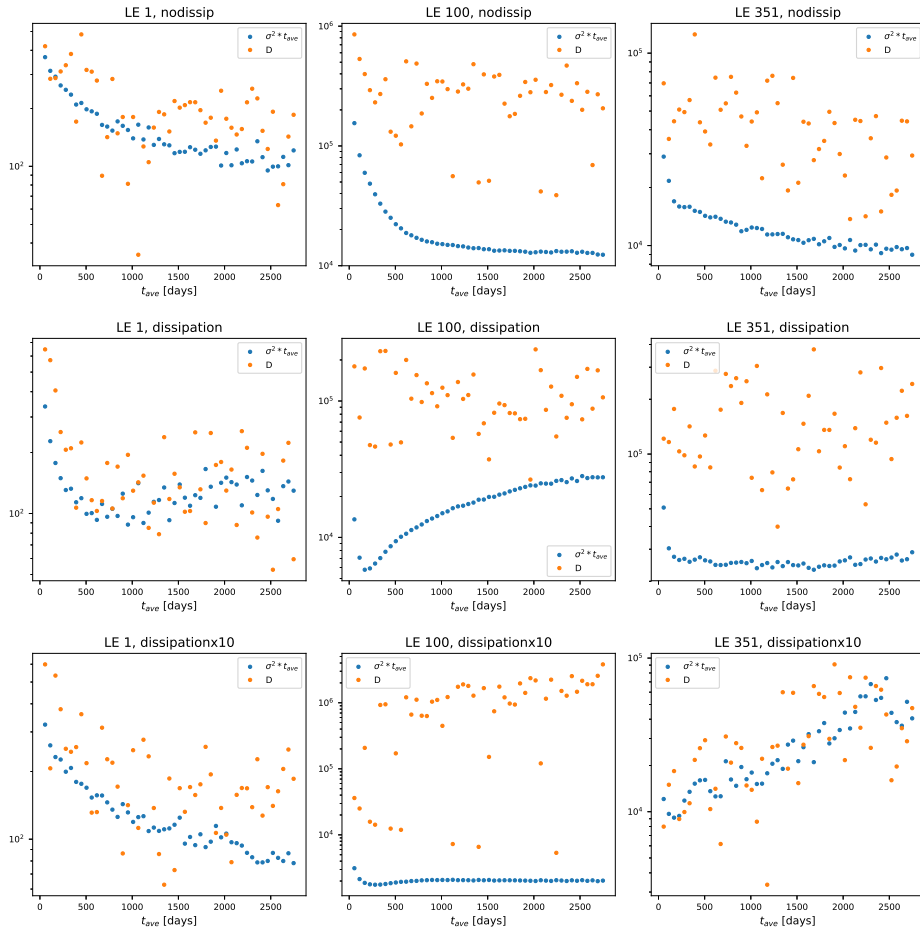 LE 1, nodissip
LE 100, nodissip
LE 351, nodissip
σ² * t_ave
D
σ² * t_ave
D
σ² * t_ave
D
10²
10⁶
10⁵
10⁴
10⁵
10⁴
0 500 1000 1500 2000 2500
0 500 1000 1500 2000 2500
0 500 1000 1500 2000 2500
t_ave [days]
t_ave [days]
t_ave [days]
LE 1, dissipation
LE 100, dissipation
LE 351, dissipation
σ² * t_ave
D
σ² * t_ave
D
σ² * t_ave
D
10²
10⁵
10⁴
10⁵
0 500 1000 1500 2000 2500
0 500 1000 1500 2000 2500
0 500 1000 1500 2000 2500
t_ave [days]
t_ave [days]
t_ave [days]
LE 1, dissipationx10
LE 100, dissipationx10
LE 351, dissipationx10
σ² * t_ave
D
σ² * t_ave
D
σ² * t_ave
D
10²
10⁶
10⁵
10⁴
10⁵
10⁴
0 500 1000 1500 2000 2500
0 500 1000 1500 2000 2500
0 500 1000 1500 2000 2500
t_ave [days]
t_ave [days]
t_ave [days]